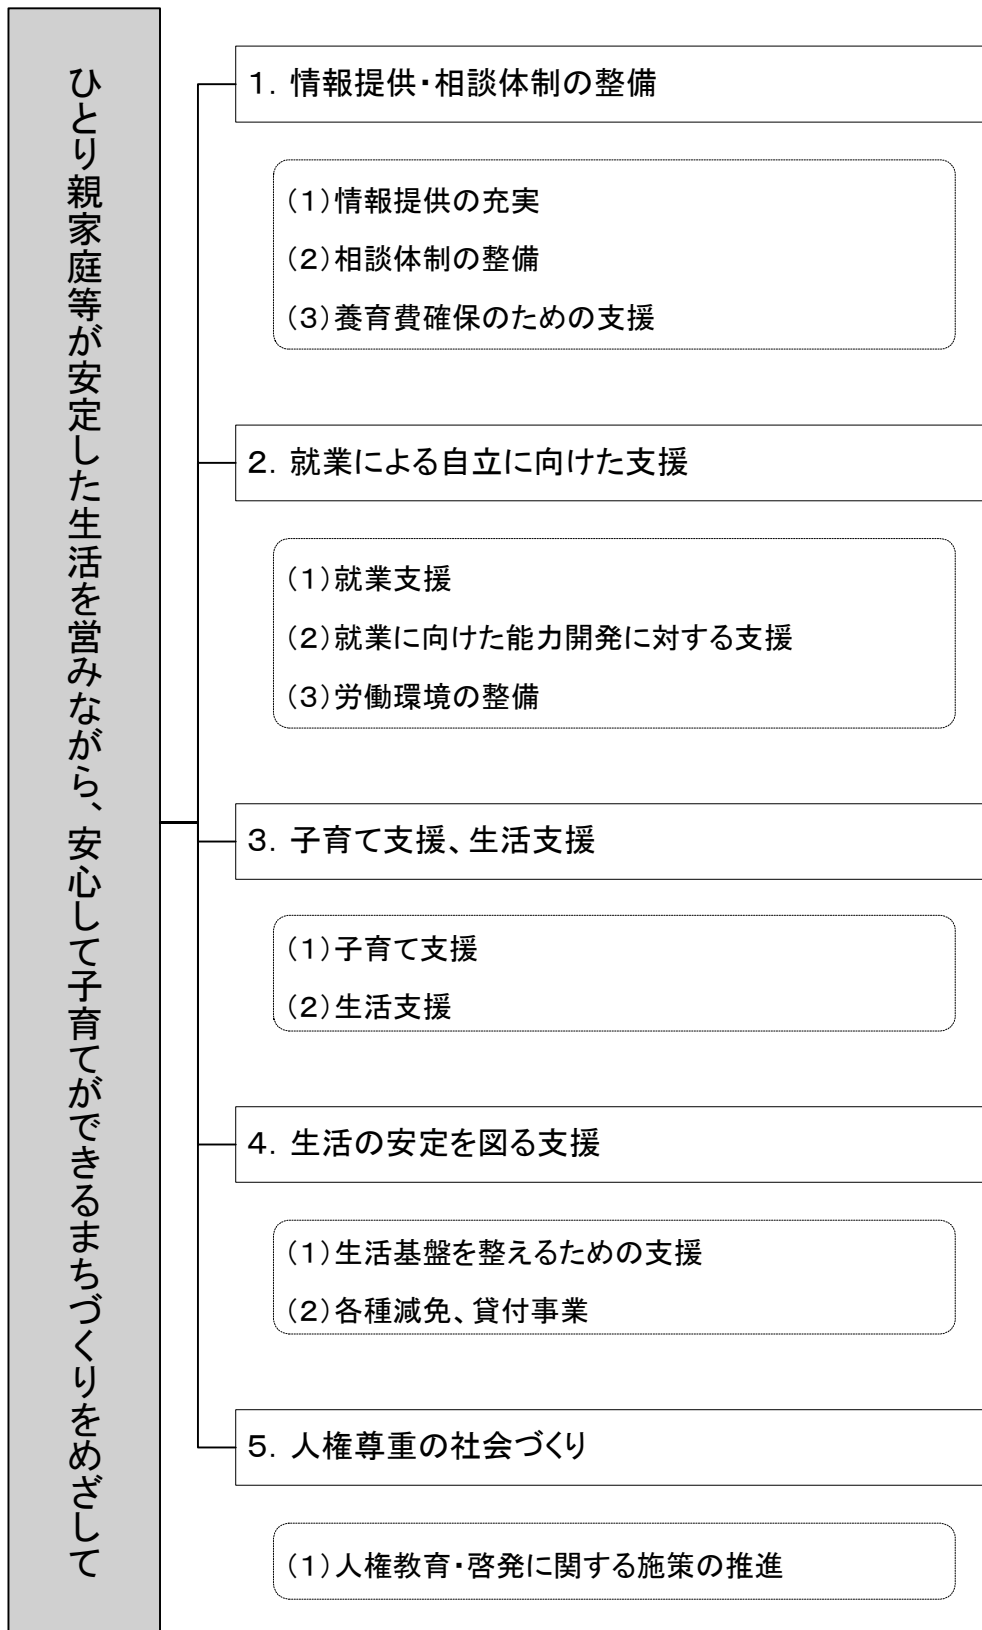 ひとり親家庭等が安定した生活を営みながら、安心して子育てができるまちづくりをめざして
１．情報提供・相談体制の整備
（１）情報提供の充実
（２）相談体制の整備
（３）養育費確保のための支援
２．就業による自立に向けた支援
（１）就業支援
（２）就業に向けた能力開発に対する支援
（３）労働環境の整備
３．子育て支援、生活支援
（１）子育て支援
（２）生活支援
４．生活の安定を図る支援
（１）生活基盤を整えるための支援
（２）各種減免、貸付事業
５．人権尊重の社会づくり
（１）人権教育・啓発に関する施策の推進